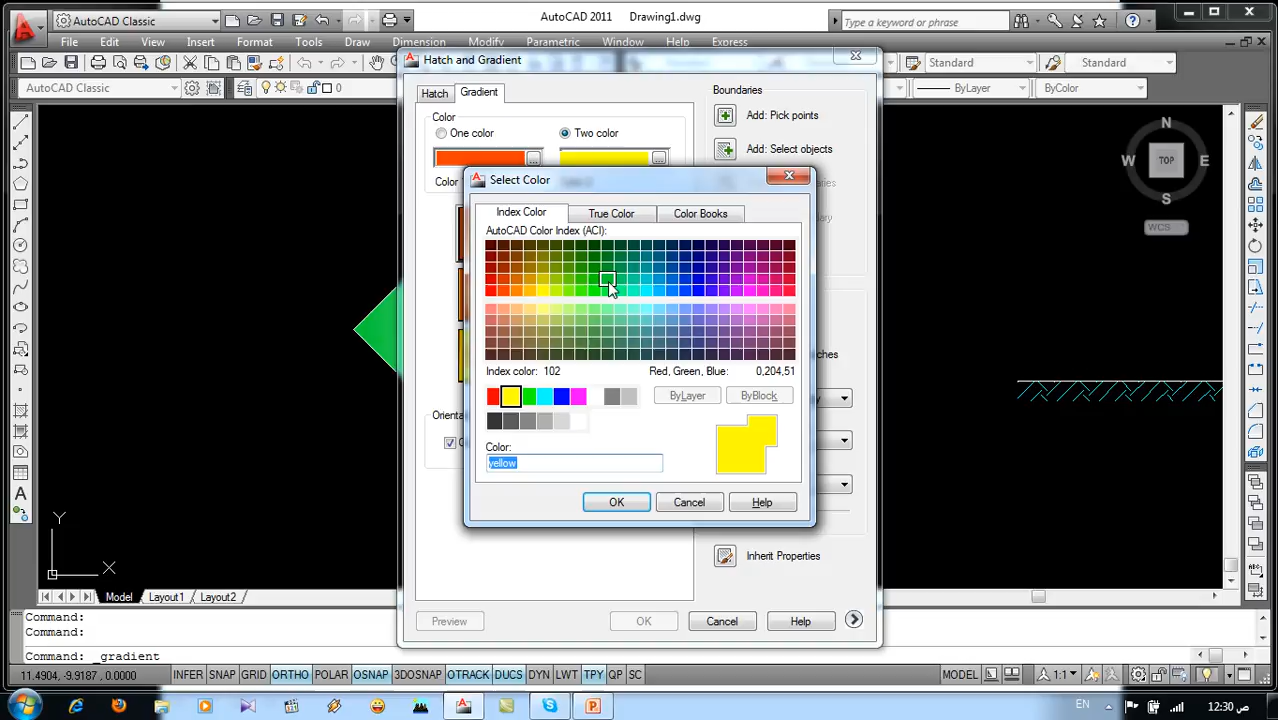 AutoCAD Classic
AutoCAD 2011 Drawing1.dwg
Type a keyword or phrase
File Edit View Insert Format Tools Draw Dimension Modify Parametric Window Help Express
Hatch and Gradient
Standard Standard
AutoCAD Classic
0
ByLayer ByColor
Hatch Gradient
Boundaries
Color
One color Two color
Add: Pick points
Add: Select objects
Color
Select Color
Index Color True Color Color Books
AutoCAD Color Index (ACI):
N
W TOP E
S
WCS
Index color: 102 Red, Green, Blue: 0,204,51
ByLayer ByBlock
Color:
yellow
OK Cancel Help
Inherit Properties
Y
X
Model Layout1 Layout2
Preview OK Cancel Help
Command:
Command:
Command: _gradient
11.4904, -9.9187, 0.0000 INFER SNAP GRID ORTHO POLAR OSNAP 3DOSNAP OTRACK DUCS DYN LWT TPY QP SC MODEL 1:1
EN 12:30 ص